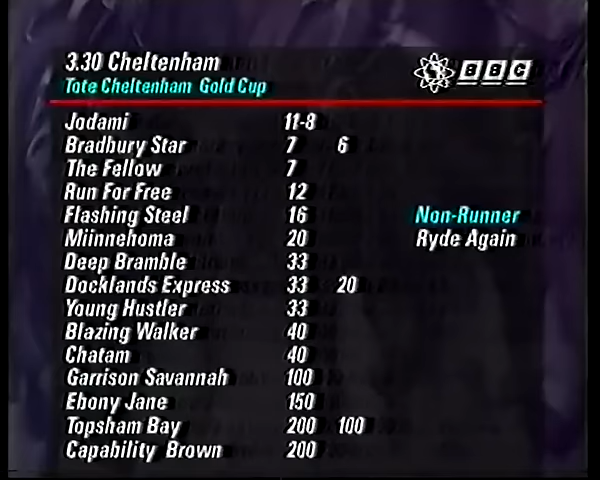 3.30 Cheltenham
BBC
Tote Cheltenham Gold Cup
Jodami 11-8
Bradbury Star 7 6
The Fellow 7
Run For Free 12
Flashing Steel 16 Non-Runner
Miinnehoma 20 Ryde Again
Deep Bramble 33
Docklands Express 33 20
Young Hustler 33
Blazing Walker 40
Chatam 40
Garrison Savannah 100
Ebony Jane 150
Topsham Bay 200 100
Capability Brown 200